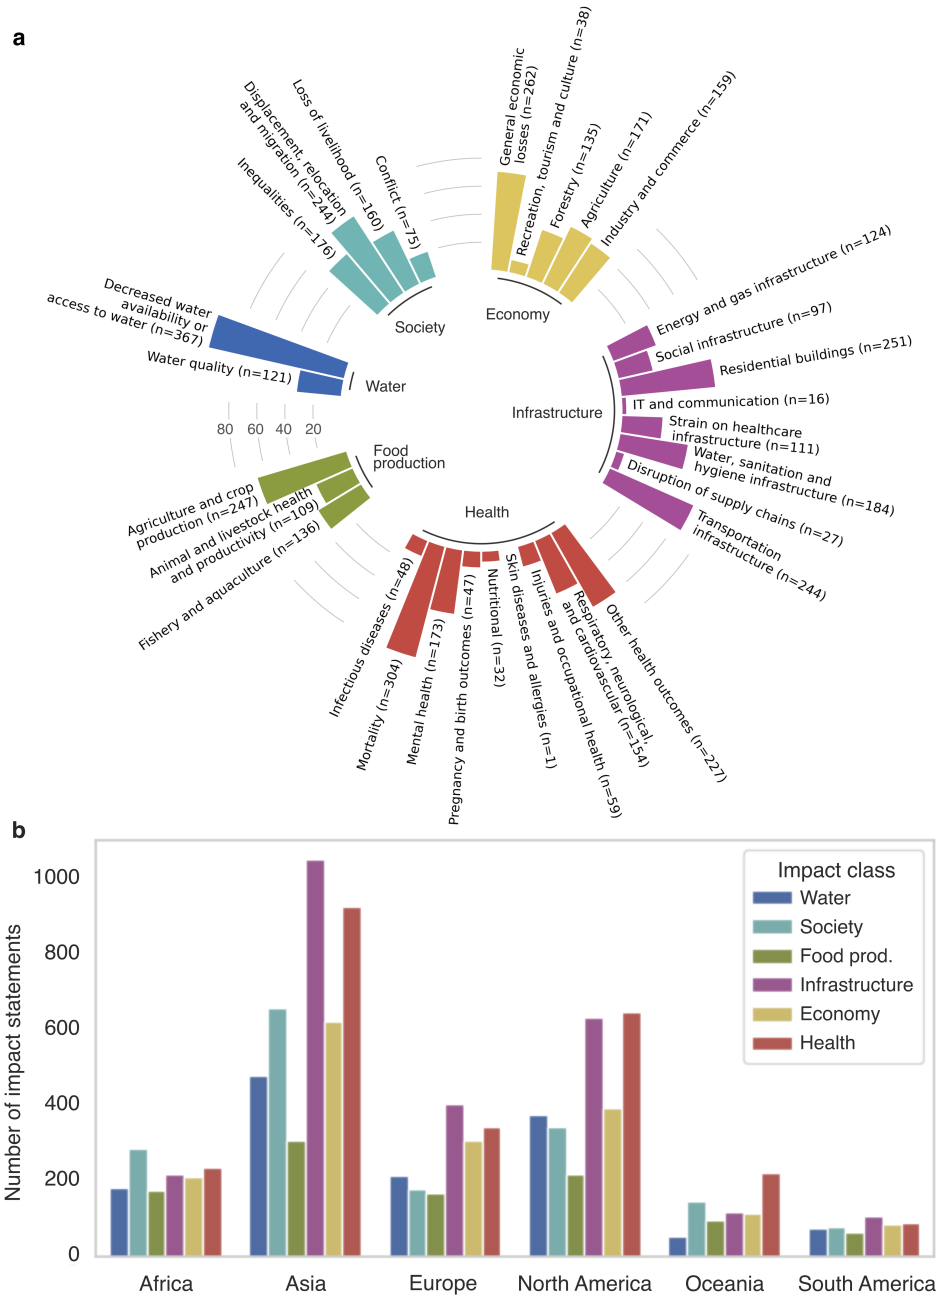 a
Conflict (n=75)
Loss of livelihood (n=160)
Displacement, relocation
and migration (n=244)
Inequalities (n=176)
Society
General economic
losses (n=262)
Recreation, tourism and culture (n=38)
Forestry (n=135)
Agriculture (n=171)
Industry and commerce (n=159)
Economy
Decreased water
availability or
access to water (n=367)
Water quality (n=121)
Water
80 60 40 20
Energy and gas infrastructure (n=124)
Social infrastructure (n=97)
Residential buildings (n=251)
IT and communication (n=16)
Strain on healthcare
infrastructure (n=111)
Water, sanitation and
hygiene infrastructure (n=184)
Disruption of supply chains (n=27)
Transportation
infrastructure (n=244)
Infrastructure
Food
production
Agriculture and crop
production (n=247)
Animal and livestock health
and productivity (n=109)
Fishery and aquaculture (n=136)
Health
Infectious diseases (n=48)
Mortality (n=304)
Mental health (n=173)
Pregnancy and birth outcomes (n=47)
Nutritional (n=32)
Skin diseases and allergies (n=1)
Injuries and occupational health (n=59)
Respiratory, neurological,
and cardiovascular (n=154)
Other health outcomes (n=227)
b
Number of impact statements
1000
800
600
400
200
0
Impact class
Water
Society
Food prod.
Infrastructure
Economy
Health
Africa Asia Europe North America Oceania South America